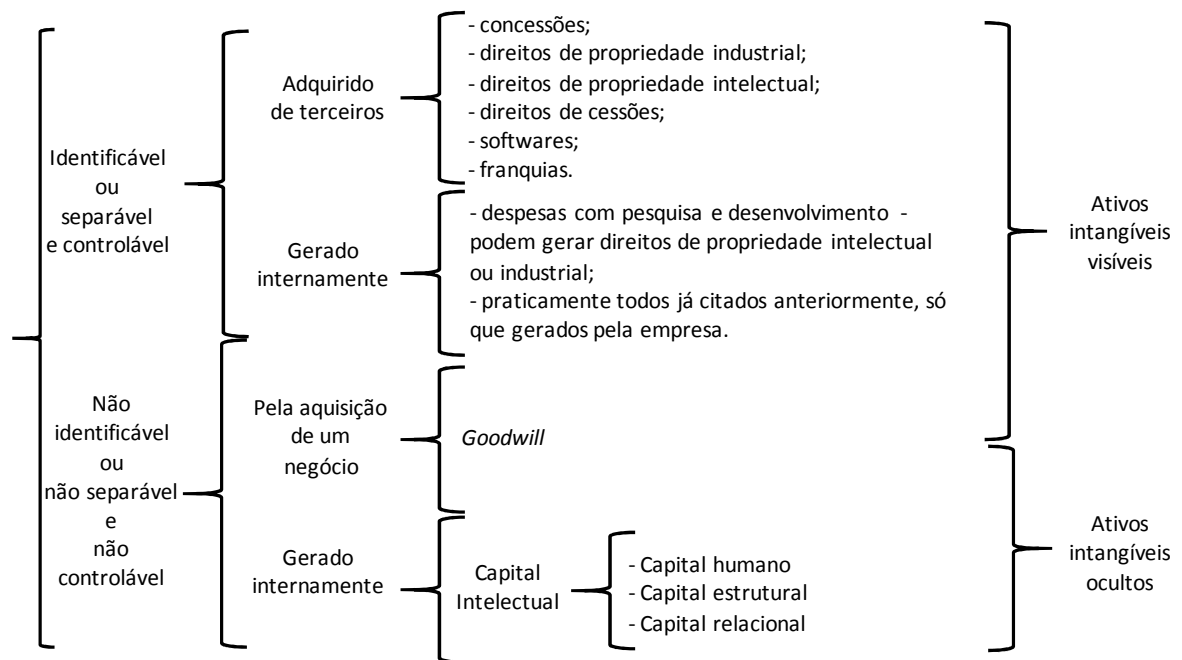 Identificável
ou
separável
e controlável
Adquirido
de terceiros
- concessões;
- direitos de propriedade industrial;
- direitos de propriedade intelectual;
- direitos de cessões;
- softwares;
- franquias.
Gerado
internamente
- despesas com pesquisa e desenvolvimento -
podem gerar direitos de propriedade intelectual
ou industrial;
- praticamente todos já citados anteriormente, só
que gerados pela empresa.
Ativos
intangíveis
visíveis
Não
identificável
ou
não separável
e
não
controlável
Pela aquisição
de um
negócio
Goodwill
Gerado
internamente
Capital
Intelectual
- Capital humano
- Capital estrutural
- Capital relacional
Ativos
intangíveis
ocultos